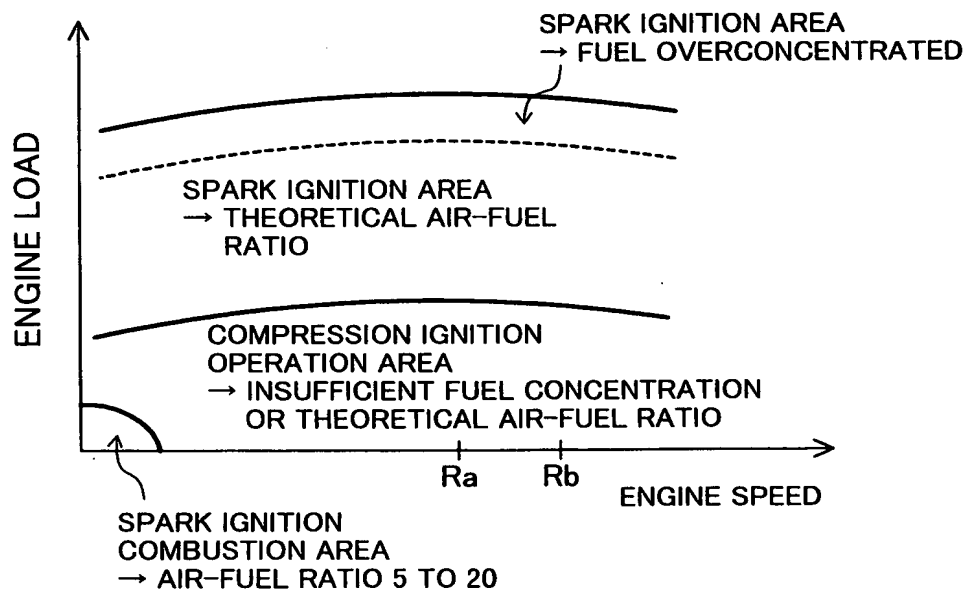 SPARK IGNITION AREA
→ FUEL OVERCONCENTRATED
ENGINE LOAD
SPARK IGNITION AREA
→ THEORETICAL AIR-FUEL
RATIO
COMPRESSION IGNITION
OPERATION AREA
→ INSUFFICIENT FUEL CONCENTRATION
OR THEORETICAL AIR-FUEL RATIO
Ra
Rb
ENGINE SPEED
SPARK IGNITION
COMBUSTION AREA
→ AIR-FUEL RATIO 5 TO 20